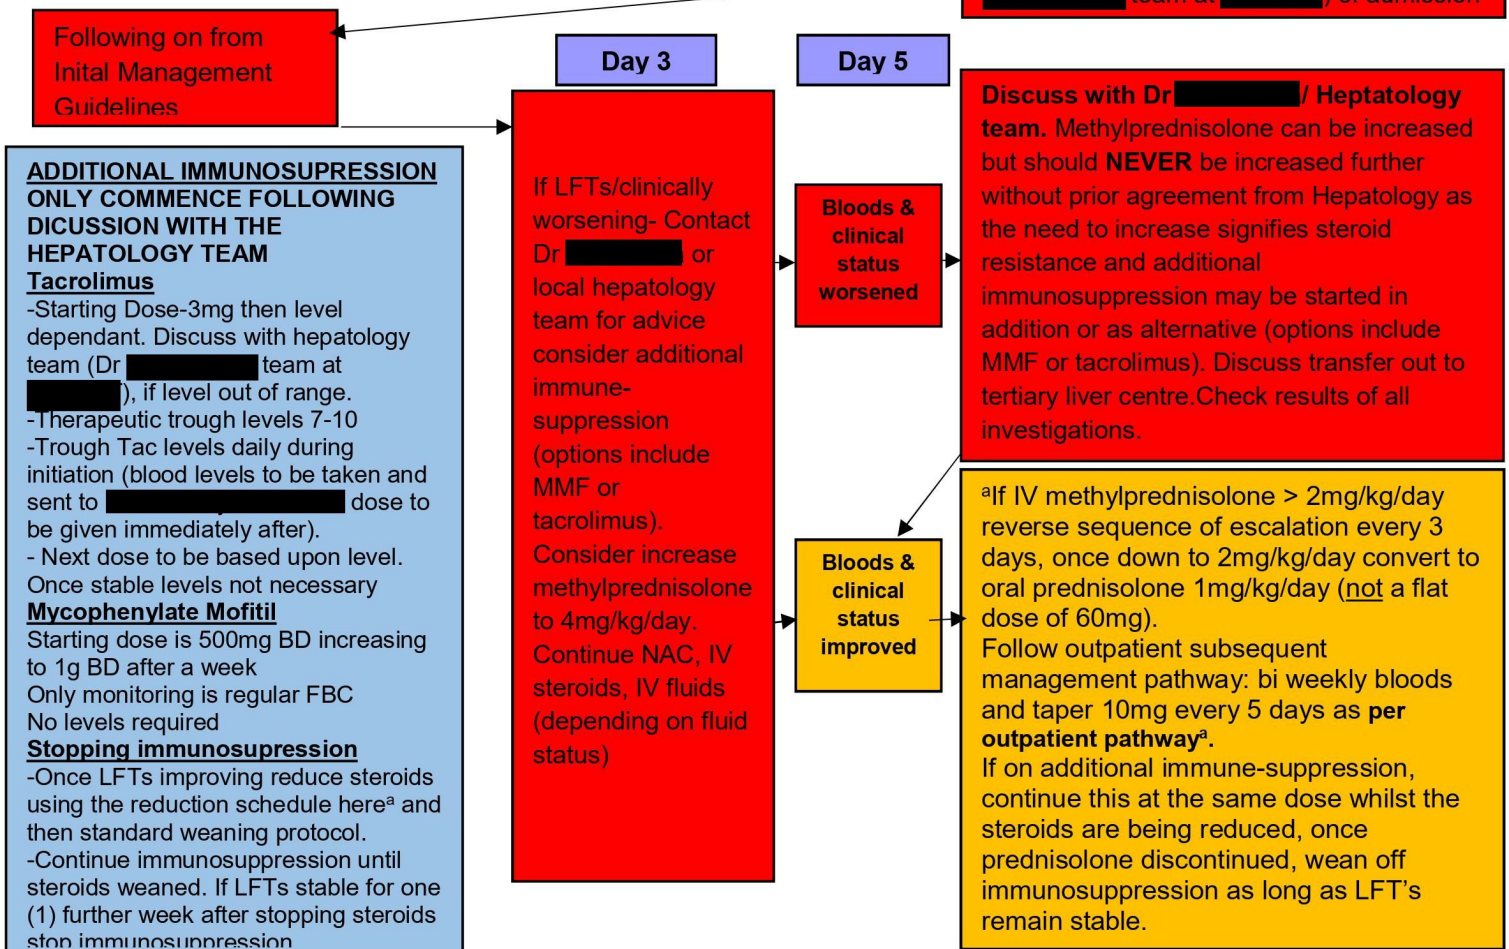 team at ) of admission
Following on from
Inital Management
Guidelines
Day 3
Day 5
ADDITIONAL IMMUNOSUPRESSION
ONLY COMMENCE FOLLOWING
DICUSSION WITH THE
HEPATOLOGY TEAM
Tacrolimus
-Starting Dose-3mg then level
dependant. Discuss with hepatology
team (Dr team at
), if level out of range.
-Therapeutic trough levels 7-10
-Trough Tac levels daily during
initiation (blood levels to be taken and
sent to dose to
be given immediately after).
- Next dose to be based upon level.
Once stable levels not necessary
Mycophenylate Mofitil
Starting dose is 500mg BD increasing
to 1g BD after a week
Only monitoring is regular FBC
No levels required
Stopping immunosupression
-Once LFTs improving reduce steroids
using the reduction schedule hereᵃ and
then standard weaning protocol.
-Continue immunosuppression until
steroids weaned. If LFTs stable for one
(1) further week after stopping steroids
stop immunosuppression
If LFTs/clinically
worsening- Contact
Dr or
local hepatology
team for advice
consider additional
immune-
suppression
(options include
MMF or
tacrolimus).
Consider increase
methylprednisolone
to 4mg/kg/day.
Continue NAC, IV
steroids, IV fluids
(depending on fluid
status)
Bloods &
clinical
status
worsened
Discuss with Dr / Heptatology
team. Methylprednisolone can be increased
but should NEVER be increased further
without prior agreement from Hepatology as
the need to increase signifies steroid
resistance and additional
immunosuppression may be started in
addition or as alternative (options include
MMF or tacrolimus). Discuss transfer out to
tertiary liver centre.Check results of all
investigations.
Bloods &
clinical
status
improved
ᵃIf IV methylprednisolone > 2mg/kg/day
reverse sequence of escalation every 3
days, once down to 2mg/kg/day convert to
oral prednisolone 1mg/kg/day (not a flat
dose of 60mg).
Follow outpatient subsequent
management pathway: bi weekly bloods
and taper 10mg every 5 days as per
outpatient pathwayᵃ.
If on additional immune-suppression,
continue this at the same dose whilst the
steroids are being reduced, once
prednisolone discontinued, wean off
immunosuppression as long as LFT's
remain stable.